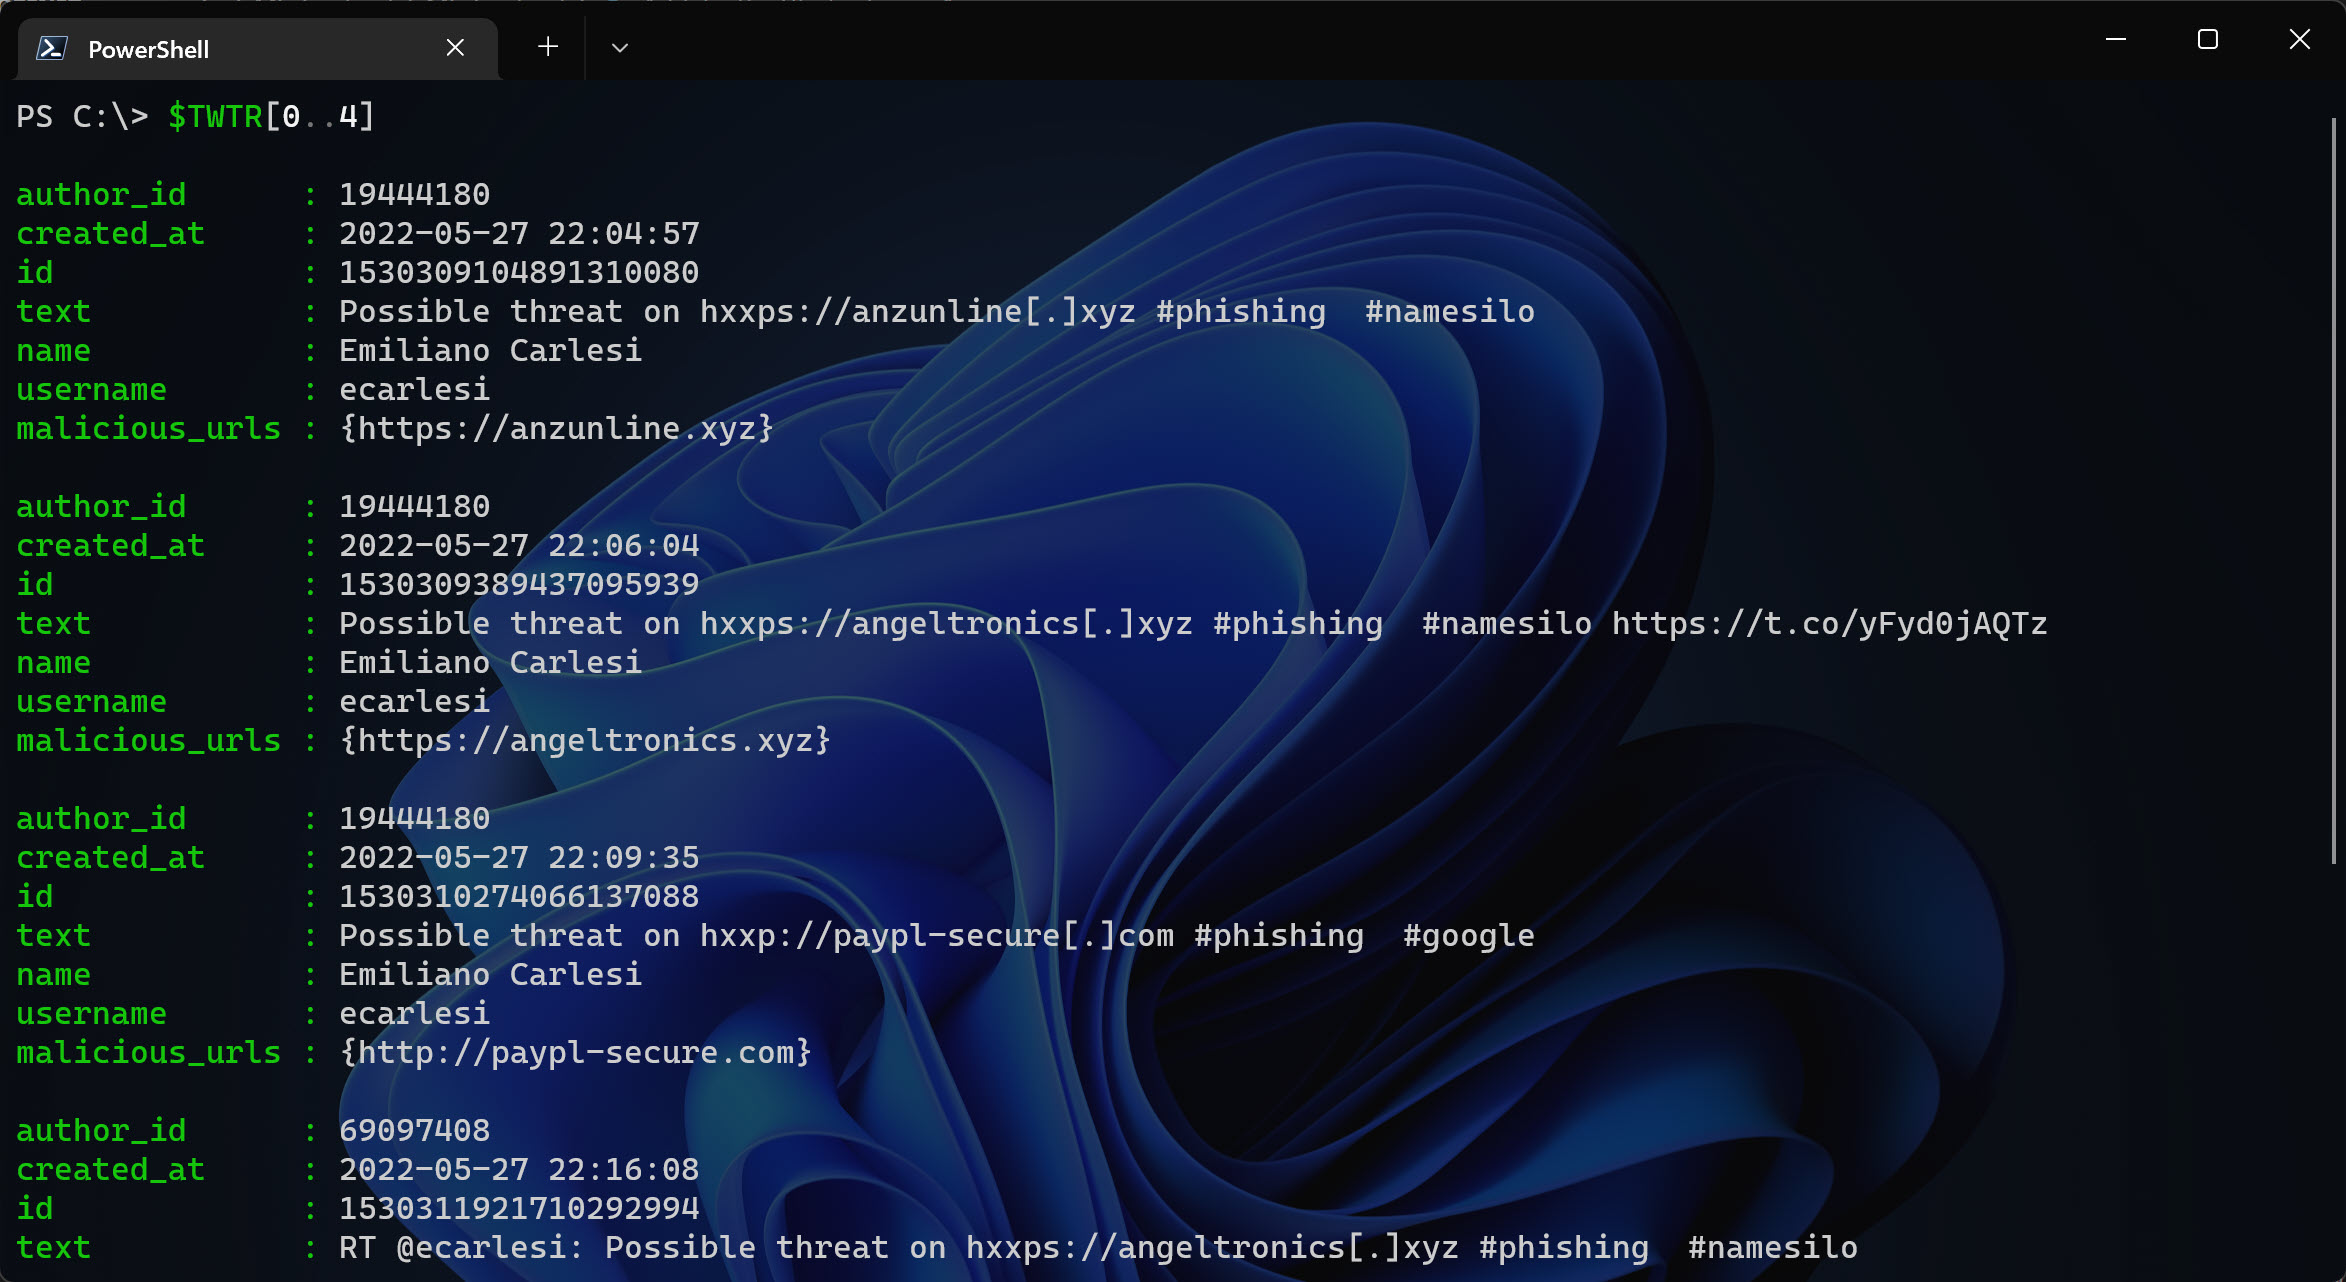 PowerShell
PS C:\> $TWTR[0..4]
author_id       : 19444180
created_at      : 2022-05-27 22:04:57
id              : 1530309104891310080
text            : Possible threat on hxxps://anzunline[.]xyz #phishing  #namesilo
name            : Emiliano Carlesi
username        : ecarlesi
malicious_urls  : {https://anzunline.xyz}
author_id       : 19444180
created_at      : 2022-05-27 22:06:04
id              : 1530309389437095939
text            : Possible threat on hxxps://angeltronics[.]xyz #phishing  #namesilo https://t.co/yFyd0jAQTz
name            : Emiliano Carlesi
username        : ecarlesi
malicious_urls  : {https://angeltronics.xyz}
author_id       : 19444180
created_at      : 2022-05-27 22:09:35
id              : 1530310274066137088
text            : Possible threat on hxxp://paypl-secure[.]com #phishing  #google
name            : Emiliano Carlesi
username        : ecarlesi
malicious_urls  : {http://paypl-secure.com}
author_id       : 69097408
created_at      : 2022-05-27 22:16:08
id              : 1530311921710292994
text            : RT @ecarlesi: Possible threat on hxxps://angeltronics[.]xyz #phishing  #namesilo